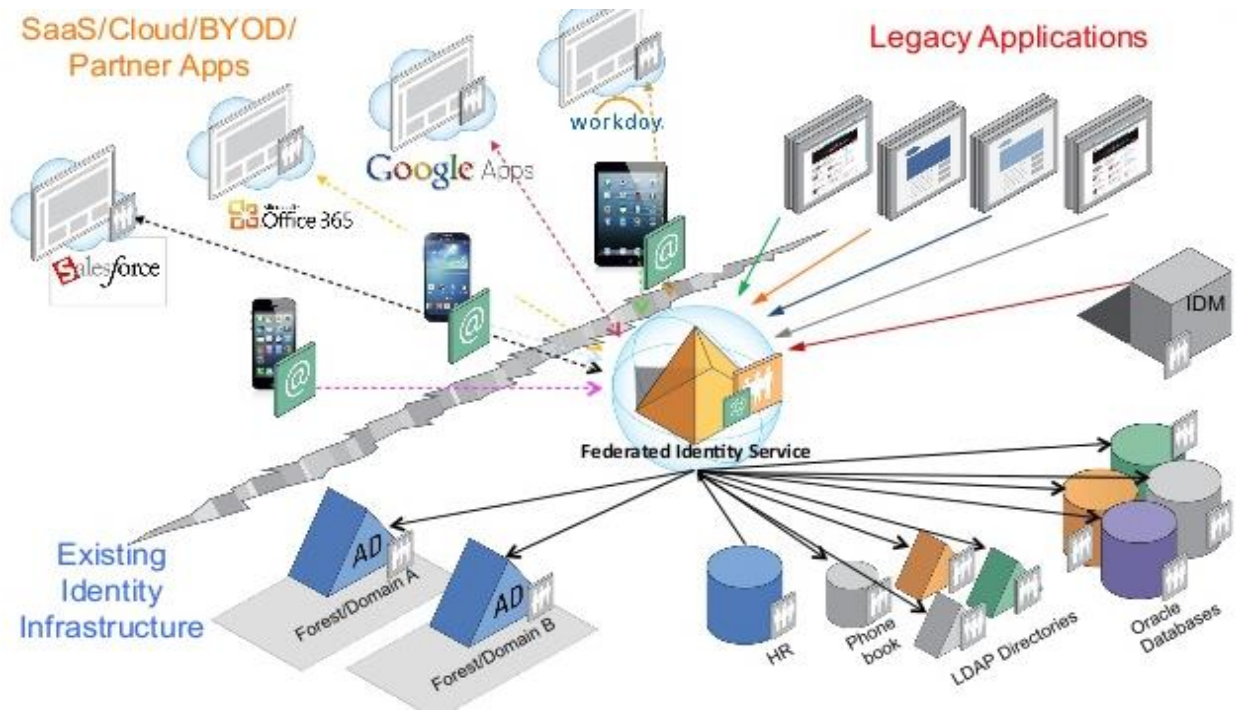 SaaS/Cloud/BYOD/
Partner Apps
Legacy Applications
workday.
Google Apps
Microsoft
Office 365
salesforce
@
@
@
IDM
Federated Identity Service
Existing
Identity
Infrastructure
AD
Forest/Domain A
AD
Forest/Domain B
HR
Phone
book
LDAP Directories
Oracle
Databases